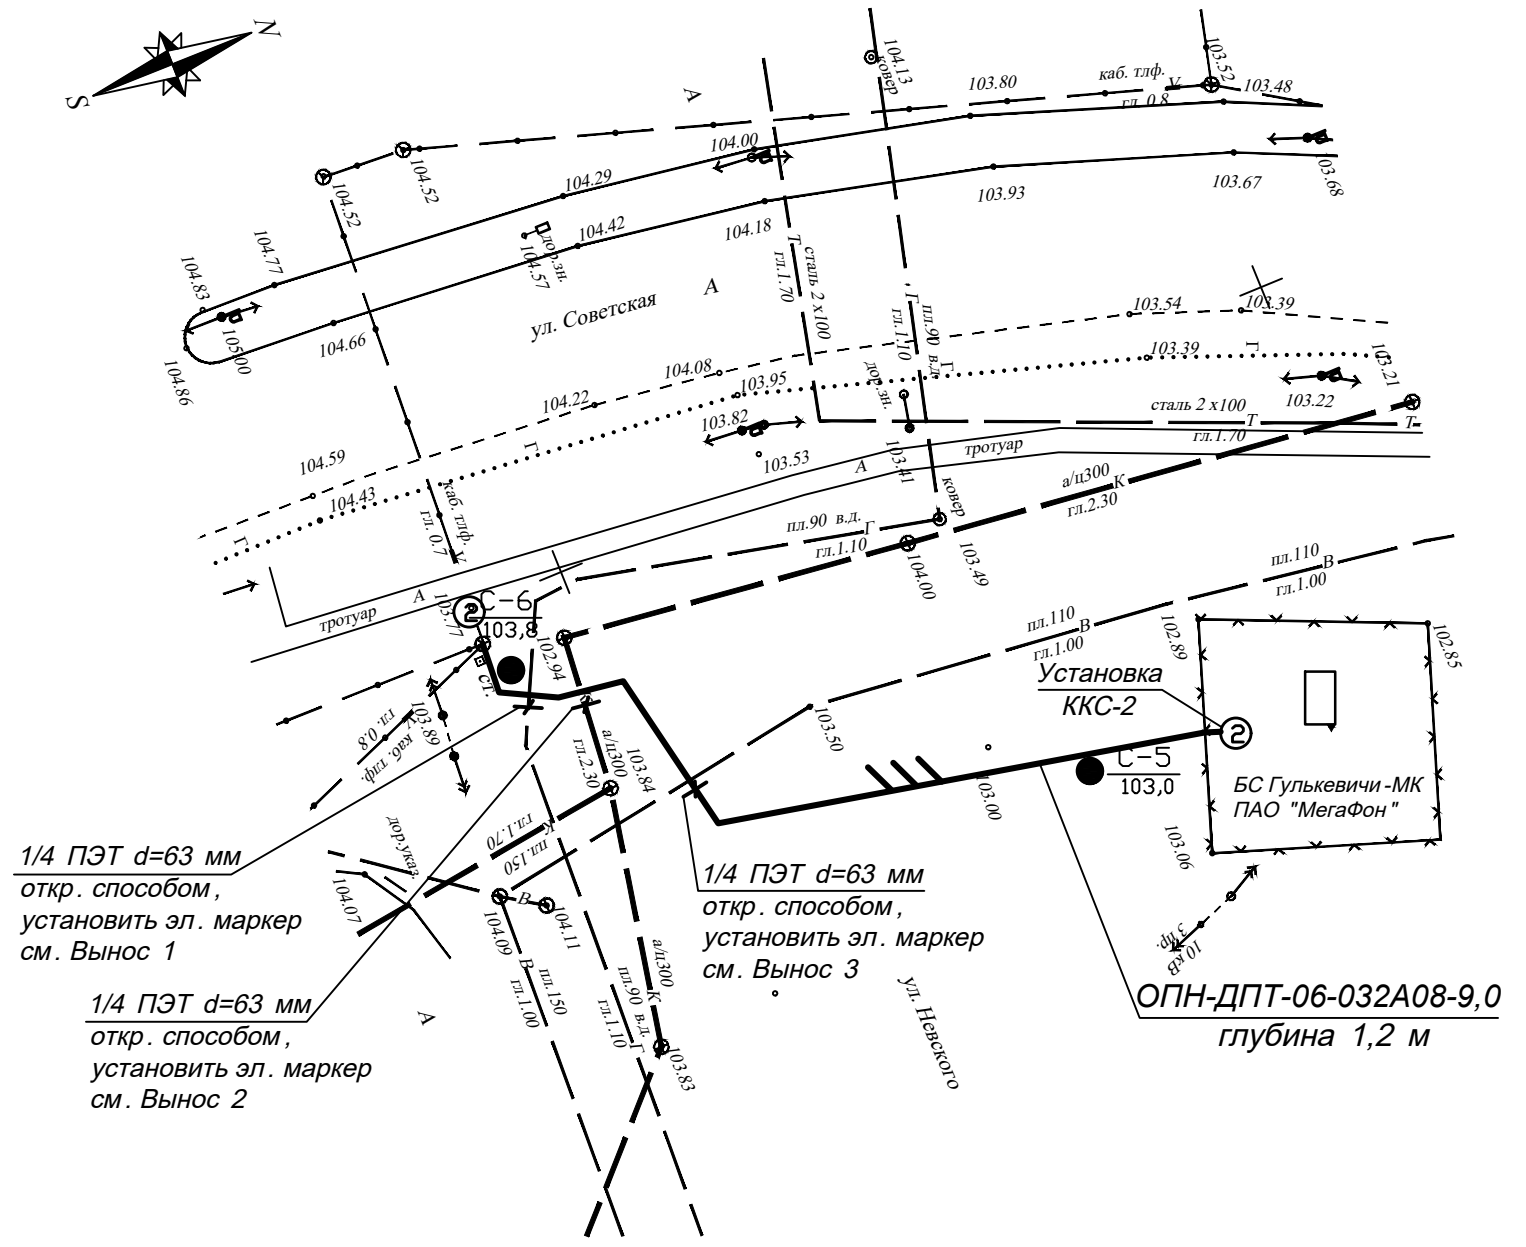 N
S
А
104.13
ковер
103.80
каб. тлф.
V
гл. 0.8
103.52
103.48
104.52
104.52
104.00
104.29
104.42
104.18
103.93
103.67
103.68
104.77
104.83
104.57
дор.зн.
104.66
105.00
104.86
ул. Советская
А
Т
сталь 2 х100
гл.1.70
Г
пл.90 в.д.
гл.1.10
Г
103.54
103.39
103.39
Г
103.21
103.22
104.08
103.95
104.22
103.82
103.53
дор.зн.
103.41
сталь 2 х100
Т
гл.1.70
Т
104.59
104.43
Г
Г
каб. тлф.
гл. 0.7
V
А
тротуар
ковер
а/ц300
К
гл.2.30
пл.90 в.д.
Г
гл.1.10
104.00
103.49
пл.110
В
гл.1.00
пл.110
В
гл.1.00
тротуар
А
103.77
2
С-6
103,8
102.94
ст.
К
а/ц300
гл.2.30
103.84
103.89
V
гл. 0.8
каб. тлф.
103.50
103.00
102.89
102.85
103.06
Установка
ККС-2
2
С-5
103,0
БС Гулькевичи-МК
ПАО "МегаФон"
10 кВ
3 пр.
дор.указ.
104.07
К
гл.1.70
пл.150
В
104.09
104.11
В
пл.150
гл.1.00
пл.90 в.д.
гл.1.10
Г
а/ц300
К
103.83
А
ул. Невского
1/4 ПЭТ d=63 мм
откр. способом,
установить эл. маркер
см. Вынос 1
1/4 ПЭТ d=63 мм
откр. способом,
установить эл. маркер
см. Вынос 2
1/4 ПЭТ d=63 мм
откр. способом,
установить эл. маркер
см. Вынос 3
ОПН-ДПТ-06-032А08-9,0
глубина 1,2 м